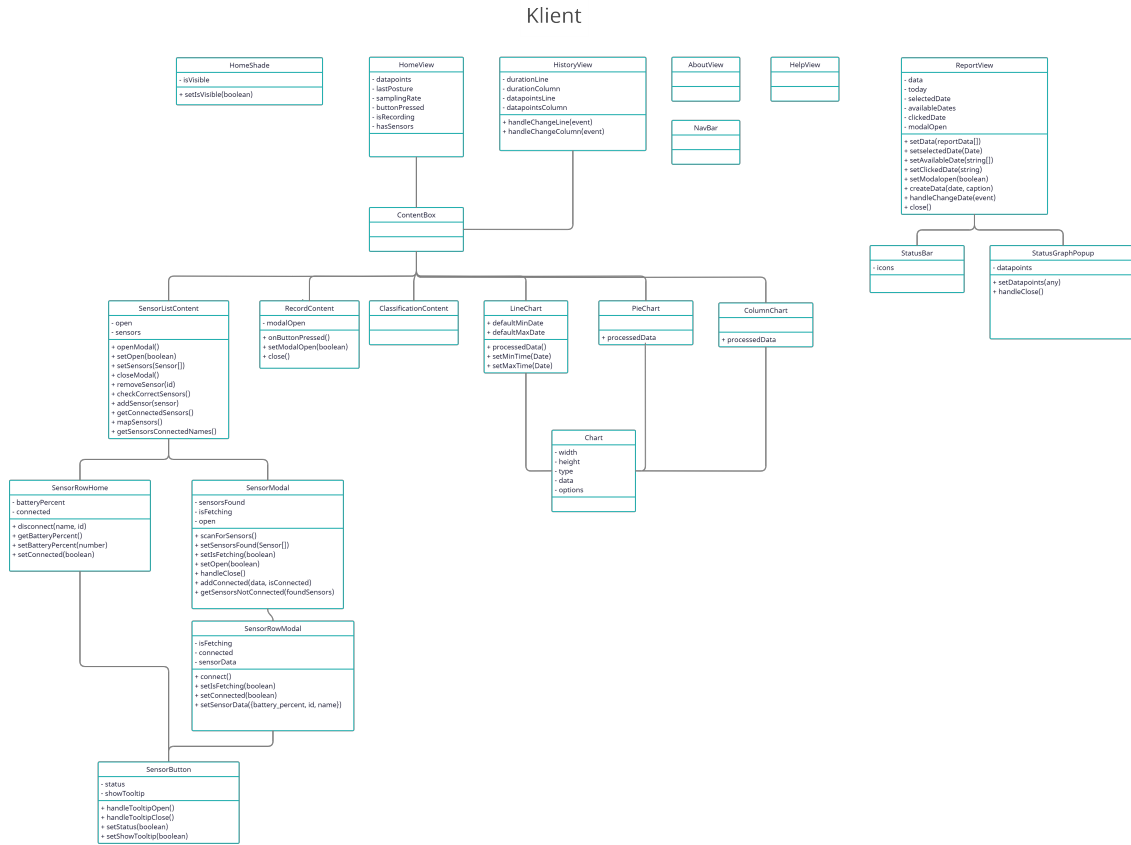 Klient
HomeShade
- isVisible
+ setIsVisible(boolean)
HomeView
- datapoints
- lastPosture
- samplingRate
- buttonPressed
- isRecording
- hasSensors
HistoryView
- durationLine
- durationColumn
- datapointsLine
- datapointsColumn
+ handleChangeLine(event)
+ handleChangeColumn(event)
AboutView
HelpView
NavBar
ReportView
- data
- today
- selectedDate
- availableDates
- clickedDate
- modalOpen
+ setData(reportData[])
+ setselectedDate(Date)
+ setAvailableDate(string[])
+ setClickedDate(string)
+ setModalopen(boolean)
+ createData(date, caption)
+ handleChangeDate(event)
+ close()
ContentBox
StatusBar
- icons
StatusGraphPopup
- datapoints
+ setDatapoints(any)
+ handleClose()
SensorListContent
- open
- sensors
+ openModal()
+ setOpen(boolean)
+ setSensors(Sensor[])
+ closeModal()
+ removeSensor(id)
+ checkCorrectSensors()
+ addSensor(sensor)
+ getConnectedSensors()
+ mapSensors()
+ getSensorsConnectedNames()
RecordContent
- modalOpen
+ onButtonPressed()
+ setModalOpen(boolean)
+ close()
ClassificationContent
LineChart
+ defaultMinDate
+ defaultMaxDate
+ processedData()
+ setMinTime(Date)
+ setMaxTime(Date)
PieChart
+ processedData
ColumnChart
+ processedData
Chart
- width
- height
- type
- data
- options
SensorRowHome
- batteryPercent
- connected
+ disconnect(name, id)
+ getBatteryPercent()
+ setBatteryPercent(number)
+ setConnected(boolean)
SensorModal
- sensorsFound
- isFetching
- open
+ scanForSensors()
+ setSensorsFound(Sensor[])
+ setIsFetching(boolean)
+ setOpen(boolean)
+ handleClose()
+ addConnected(data, isConnected)
+ getSensorsNotConnected(foundSensors)
SensorRowModal
- isFetching
- connected
- sensorData
+ connect()
+ setIsFetching(boolean)
+ setConnected(boolean)
+ setSensorData({battery_percent, id, name})
SensorButton
- status
- showTooltip
+ handleTooltipOpen()
+ handleTooltipClose()
+ setStatus(boolean)
+ setShowTooltip(boolean)